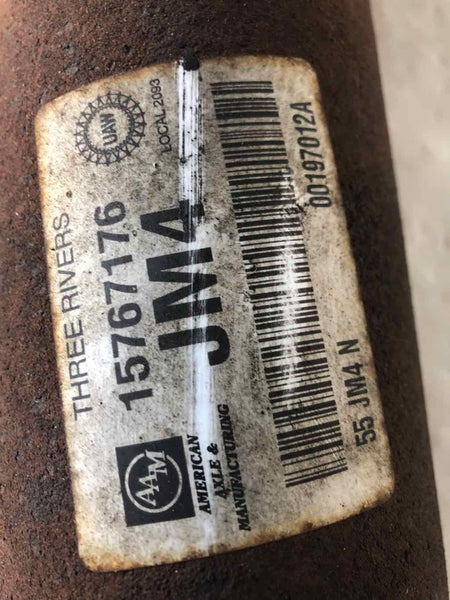 THREE RIVERS
UAW
LOCAL 2093
15767176
JM4
AAM
AMERICAN
AXLE &
MANUFACTURING
00197012A
55 JM4 N